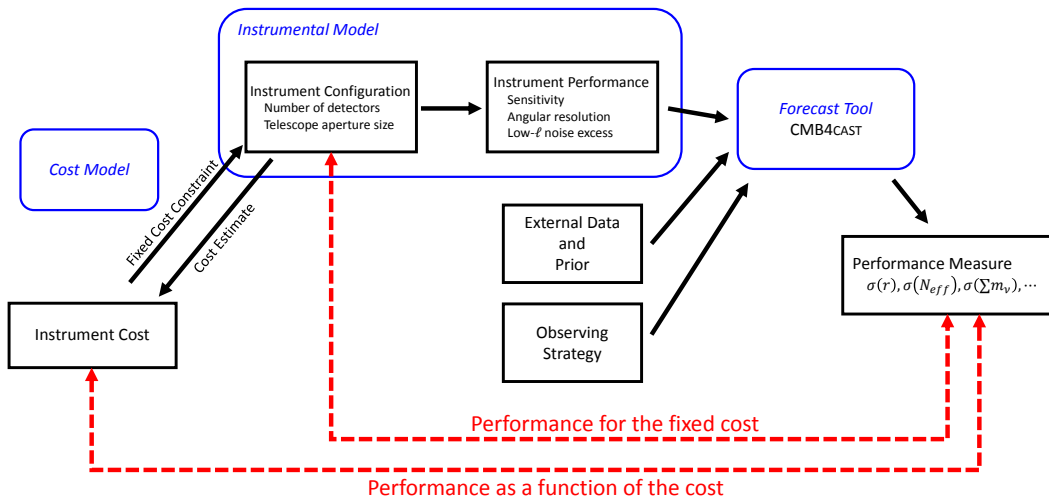 Instrumental Model
Instrument Configuration
Number of detectors
Telescope aperture size
Instrument Performance
Sensitivity
Angular resolution
Low-ℓ noise excess
Forecast Tool
CMB4CAST
Cost Model
Fixed Cost Constraint
Cost Estimate
External Data
and
Prior
Performance Measure
σ(r), σ(N_{eff}), σ(∑m_ν), ⋯
Instrument Cost
Observing
Strategy
Performance for the fixed cost
Performance as a function of the cost